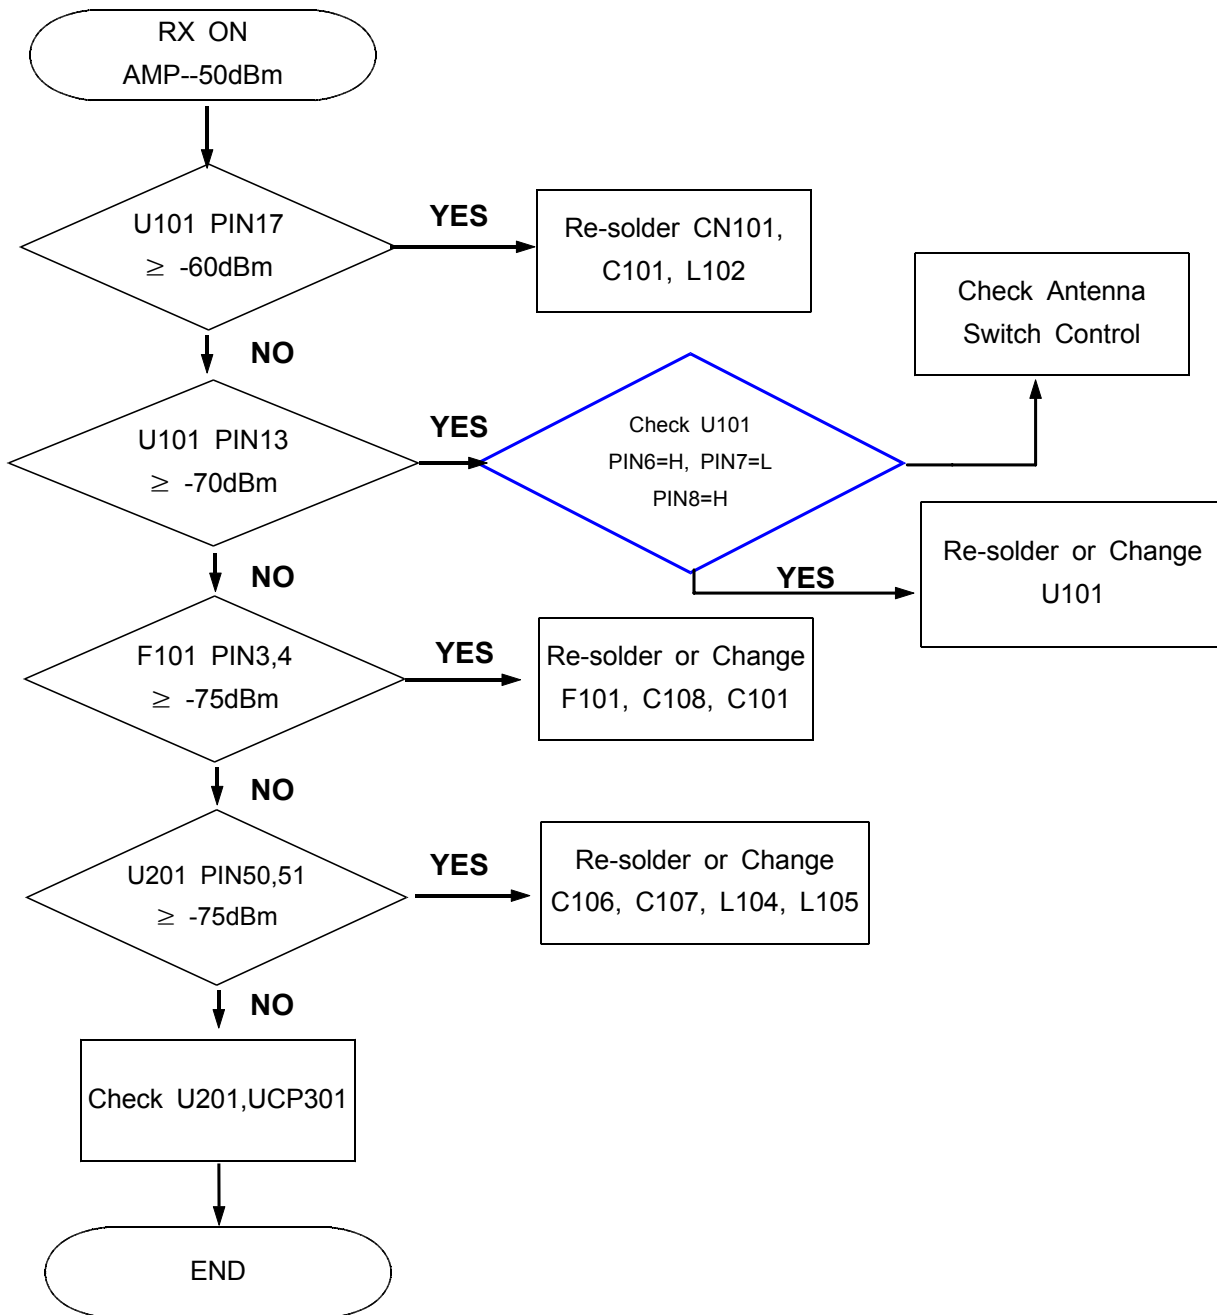 RX ON
AMP--50dBm
U101 PIN17
≥ -60dBm
YES
Re-solder CN101,
C101, L102
NO
Check Antenna
Switch Control
U101 PIN13
≥ -70dBm
YES
Check U101
PIN6=H, PIN7=L
PIN8=H
YES
Re-solder or Change
U101
NO
F101 PIN3,4
≥ -75dBm
YES
Re-solder or Change
F101, C108, C101
NO
U201 PIN50,51
≥ -75dBm
YES
Re-solder or Change
C106, C107, L104, L105
NO
Check U201,UCP301
END